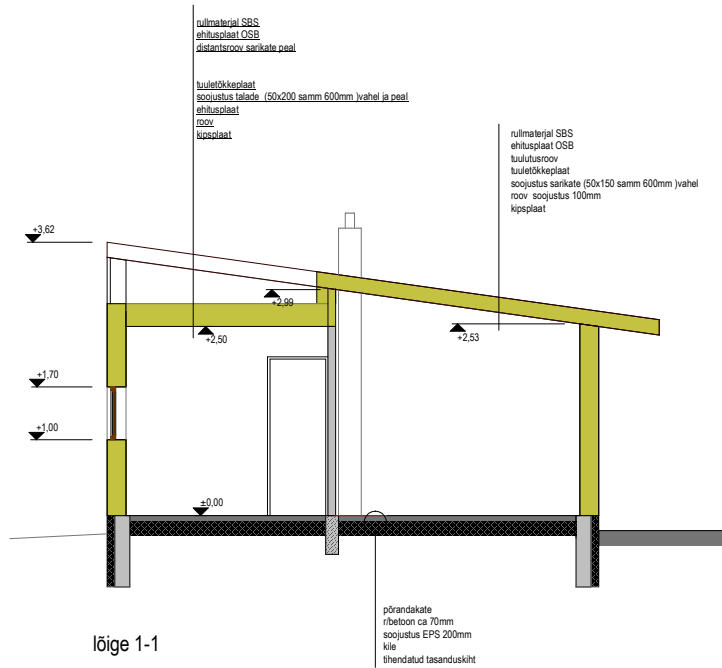 rullmaterjal SBS
ehitusplaat OSB
distantsroov sarikate peal
tuuletõkkeplaat
soojustus talade (50x200 samm 600mm )vahel ja peal
ehitusplaat
roov
kipsplaat
rullmaterjal SBS
ehitusplaat OSB
tuulutusroov
tuuletõkkeplaat
soojustus sarikate (50x150 samm 600mm )vahel
roov soojustus 100mm
kipsplaat
+3,62
+2,99
+2,50
+2,53
+1,70
+1,00
±0,00
põrandakate
r/betoon ca 70mm
soojustus EPS 200mm
kile
tihendatud tasanduskiht
lõige 1-1